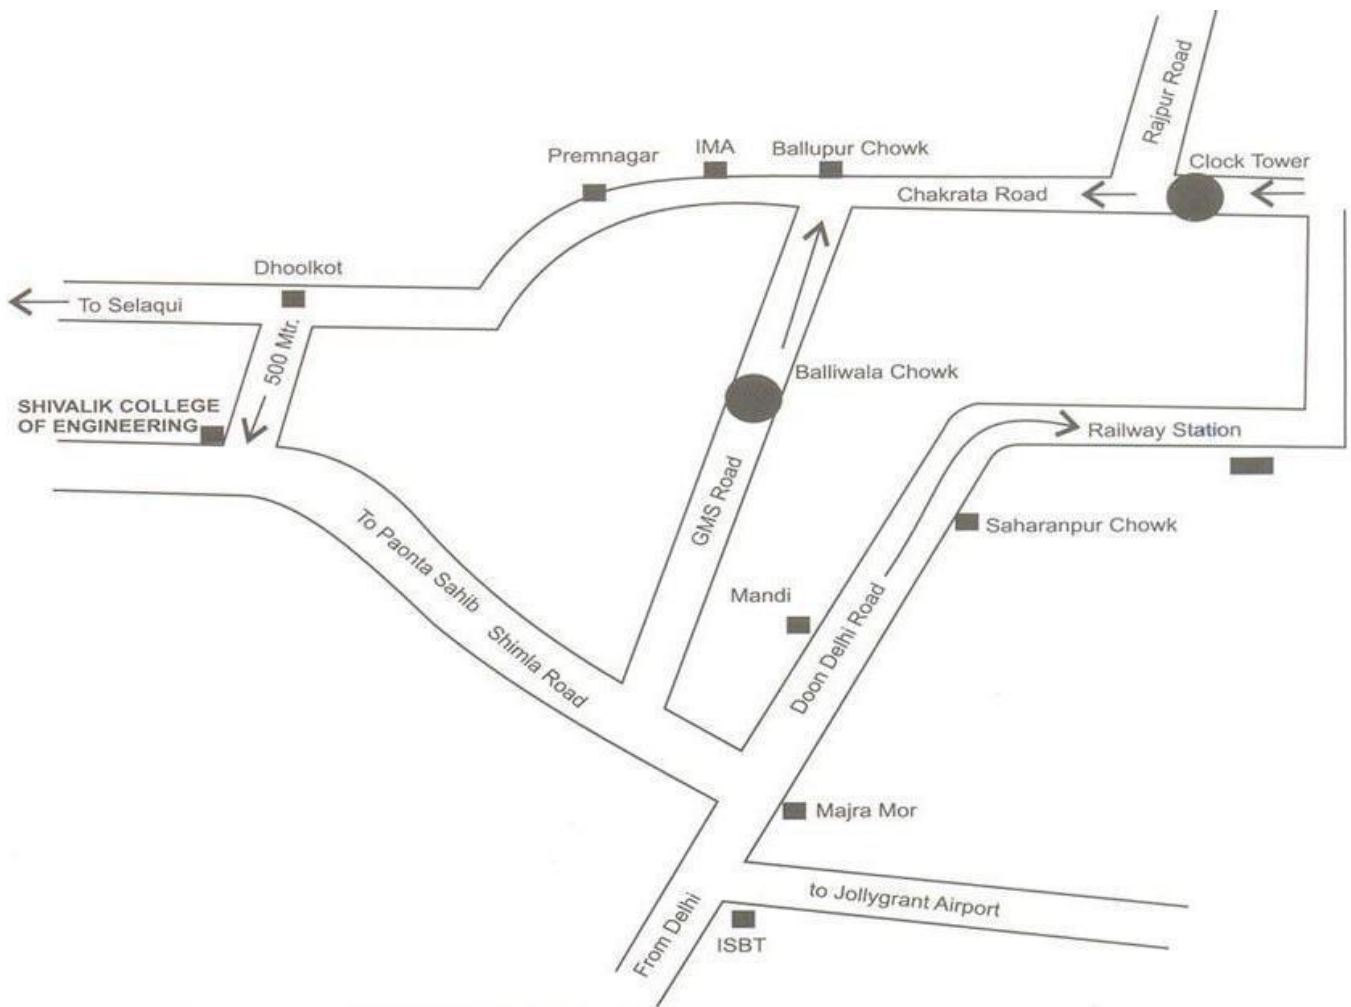 Rajpur Road
IMA
Ballupur Chowk
Premnagar
Clock Tower
Chakrata Road
Dhoolkot
To Selaqui
500 Mtr.
Balliwala Chowk
SHIVALIK COLLEGE
OF ENGINEERING
Railway Station
GMS Road
Saharanpur Chowk
To Paonta Sahib
Shimla Road
Mandi
Doon Delhi Road
Majra Mor
to Jollygrant Airport
From Delhi
ISBT